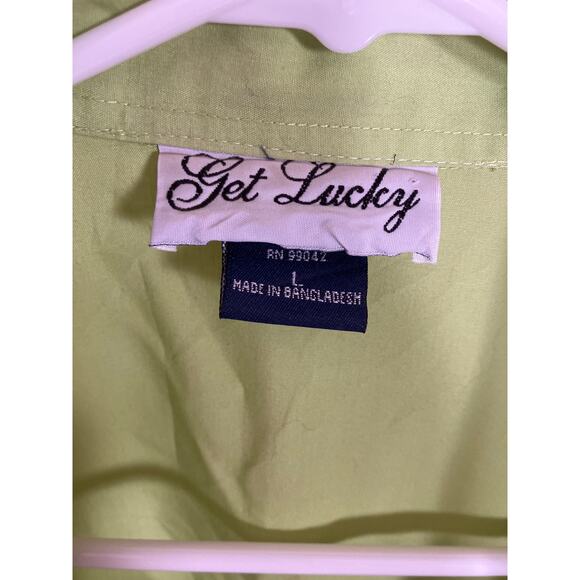 Get Lucky
RN 99042
L
MADE IN BANGLADESH